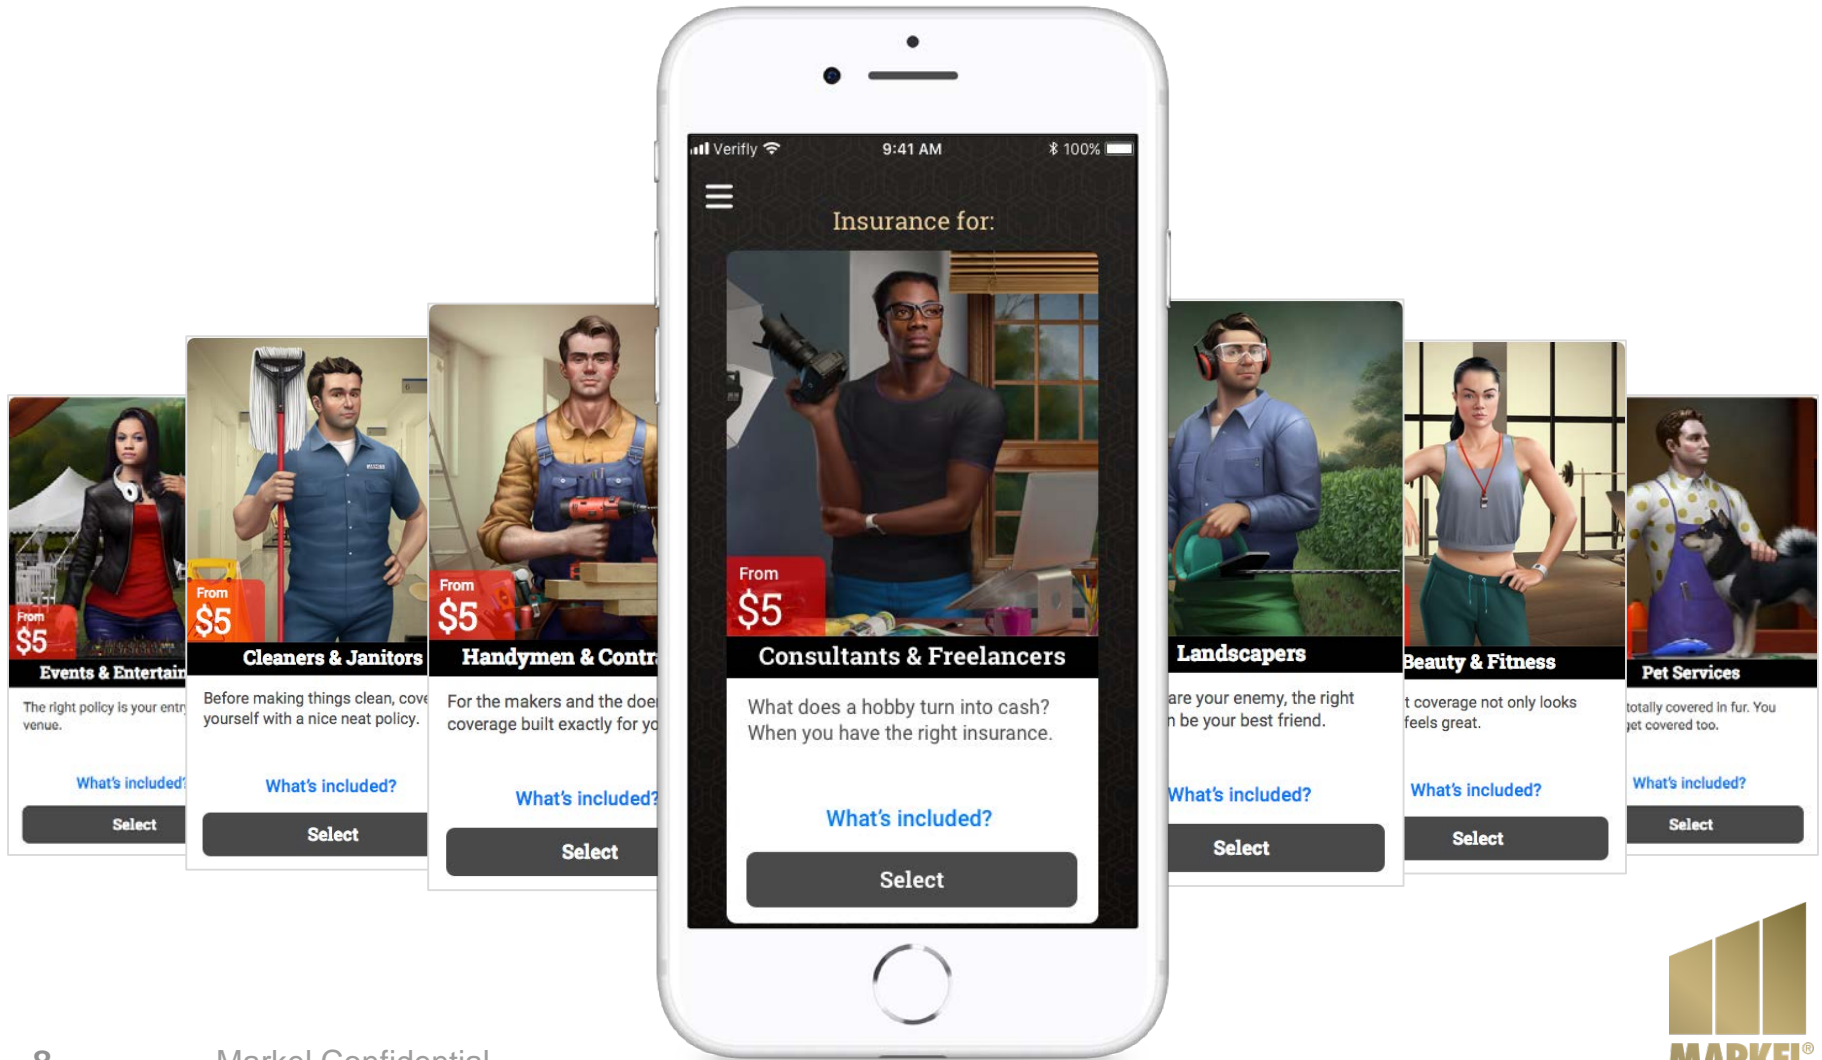 Verifly
9:41 AM
100%
Insurance for:
From
$5
Events & Entertain
The right policy is your entry
venue.
What's included?
Select
From
$5
Cleaners & Janitors
Before making things clean, cove
yourself with a nice neat policy.
What's included?
Select
From
$5
Handymen & Contra
For the makers and the doer
coverage built exactly for yo
What's included?
Select
From
$5
Consultants & Freelancers
What does a hobby turn into cash?
When you have the right insurance.
What's included?
Select
Landscapers
are your enemy, the right
n be your best friend.
What's included?
Select
Beauty & Fitness
t coverage not only looks
feels great.
What's included?
Select
Pet Services
totally covered in fur. You
get covered too.
What's included?
Select
8
Markel Confidential
MARKEL®